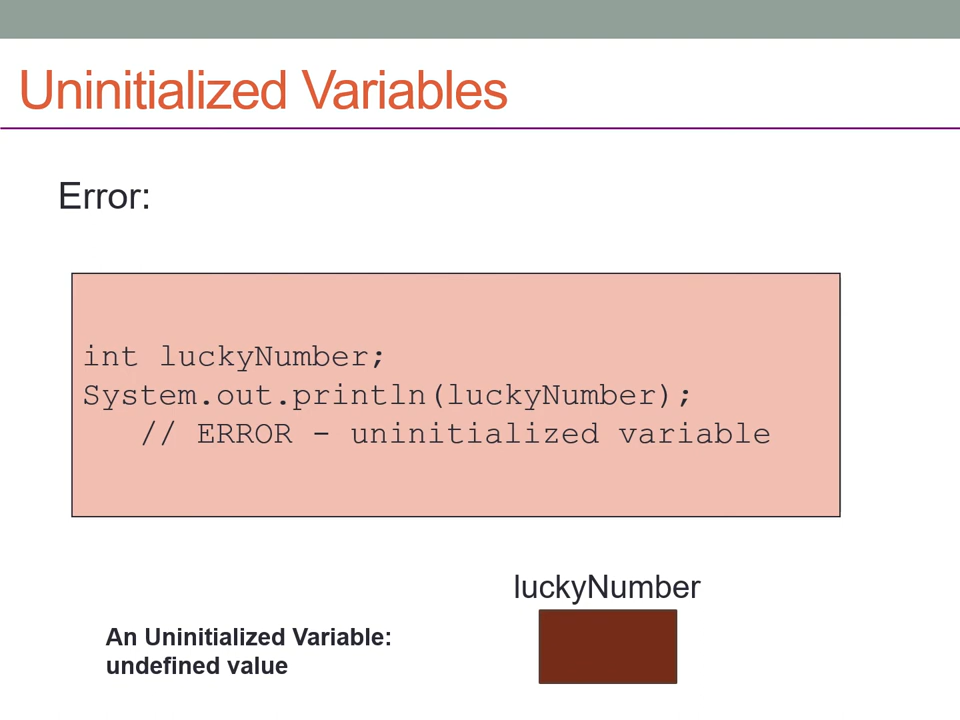 Uninitialized Variables
Error:
int luckyNumber;
System.out.println(luckyNumber);
// ERROR - uninitialized variable
luckyNumber
An Uninitialized Variable:
undefined value